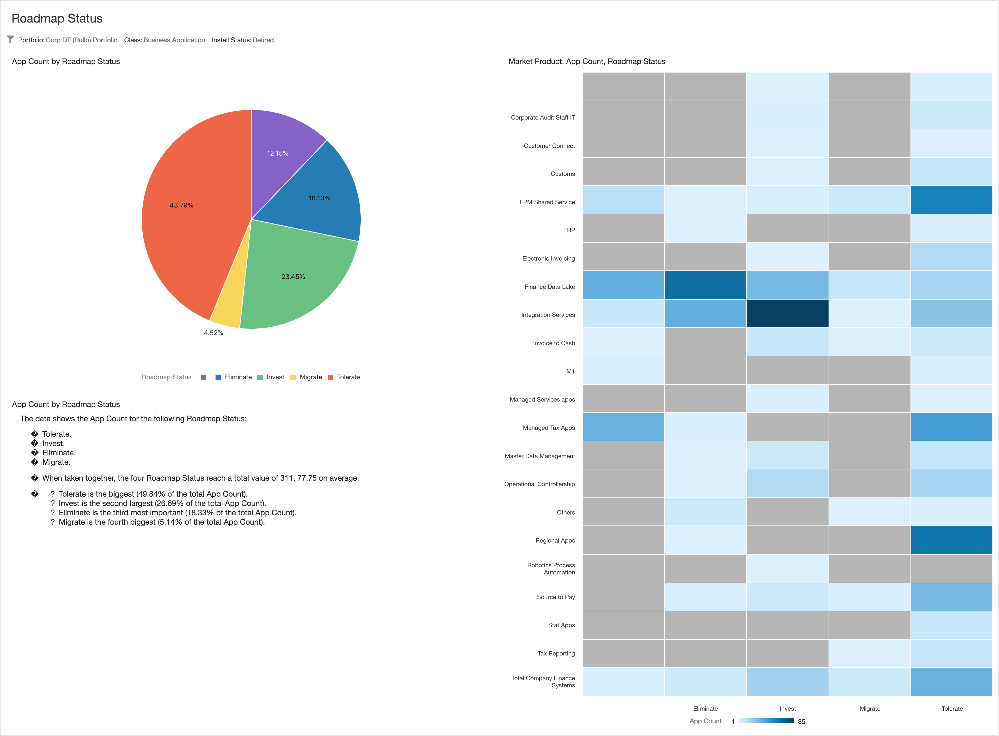 Roadmap Status
Portfolio: Corp DT (Rullo) Portfolio Class: Business Application Install Status: Retired
App Count by Roadmap Status
12.15%
16.10%
43.79%
23.45%
4.52%
Roadmap Status Eliminate Invest Migrate Tolerate
App Count by Roadmap Status
The data shows the App Count for the following Roadmap Status:
� Tolerate.
� Invest.
� Eliminate.
� Migrate.
� When taken together, the four Roadmap Status reach a total value of 311, 77.75 on average.
� ? Tolerate is the biggest (49.84% of the total App Count).
? Invest is the second largest (26.69% of the total App Count).
? Eliminate is the third most important (18.33% of the total App Count).
? Migrate is the fourth biggest (5.14% of the total App Count).
Market Product, App Count, Roadmap Status
Corporate Audit Staff IT
Customer Connect
Customs
EPM Shared Service
ERP
Electronic Invoicing
Finance Data Lake
Integration Services
Invoice to Cash
M1
Managed Services apps
Managed Tax Apps
Master Data Management
Operational Controllership
Others
Regional Apps
Robotics Process
Automation
Source to Pay
Stat Apps
Tax Reporting
Total Company Finance
Systems
Eliminate Invest Migrate Tolerate
App Count 1 35